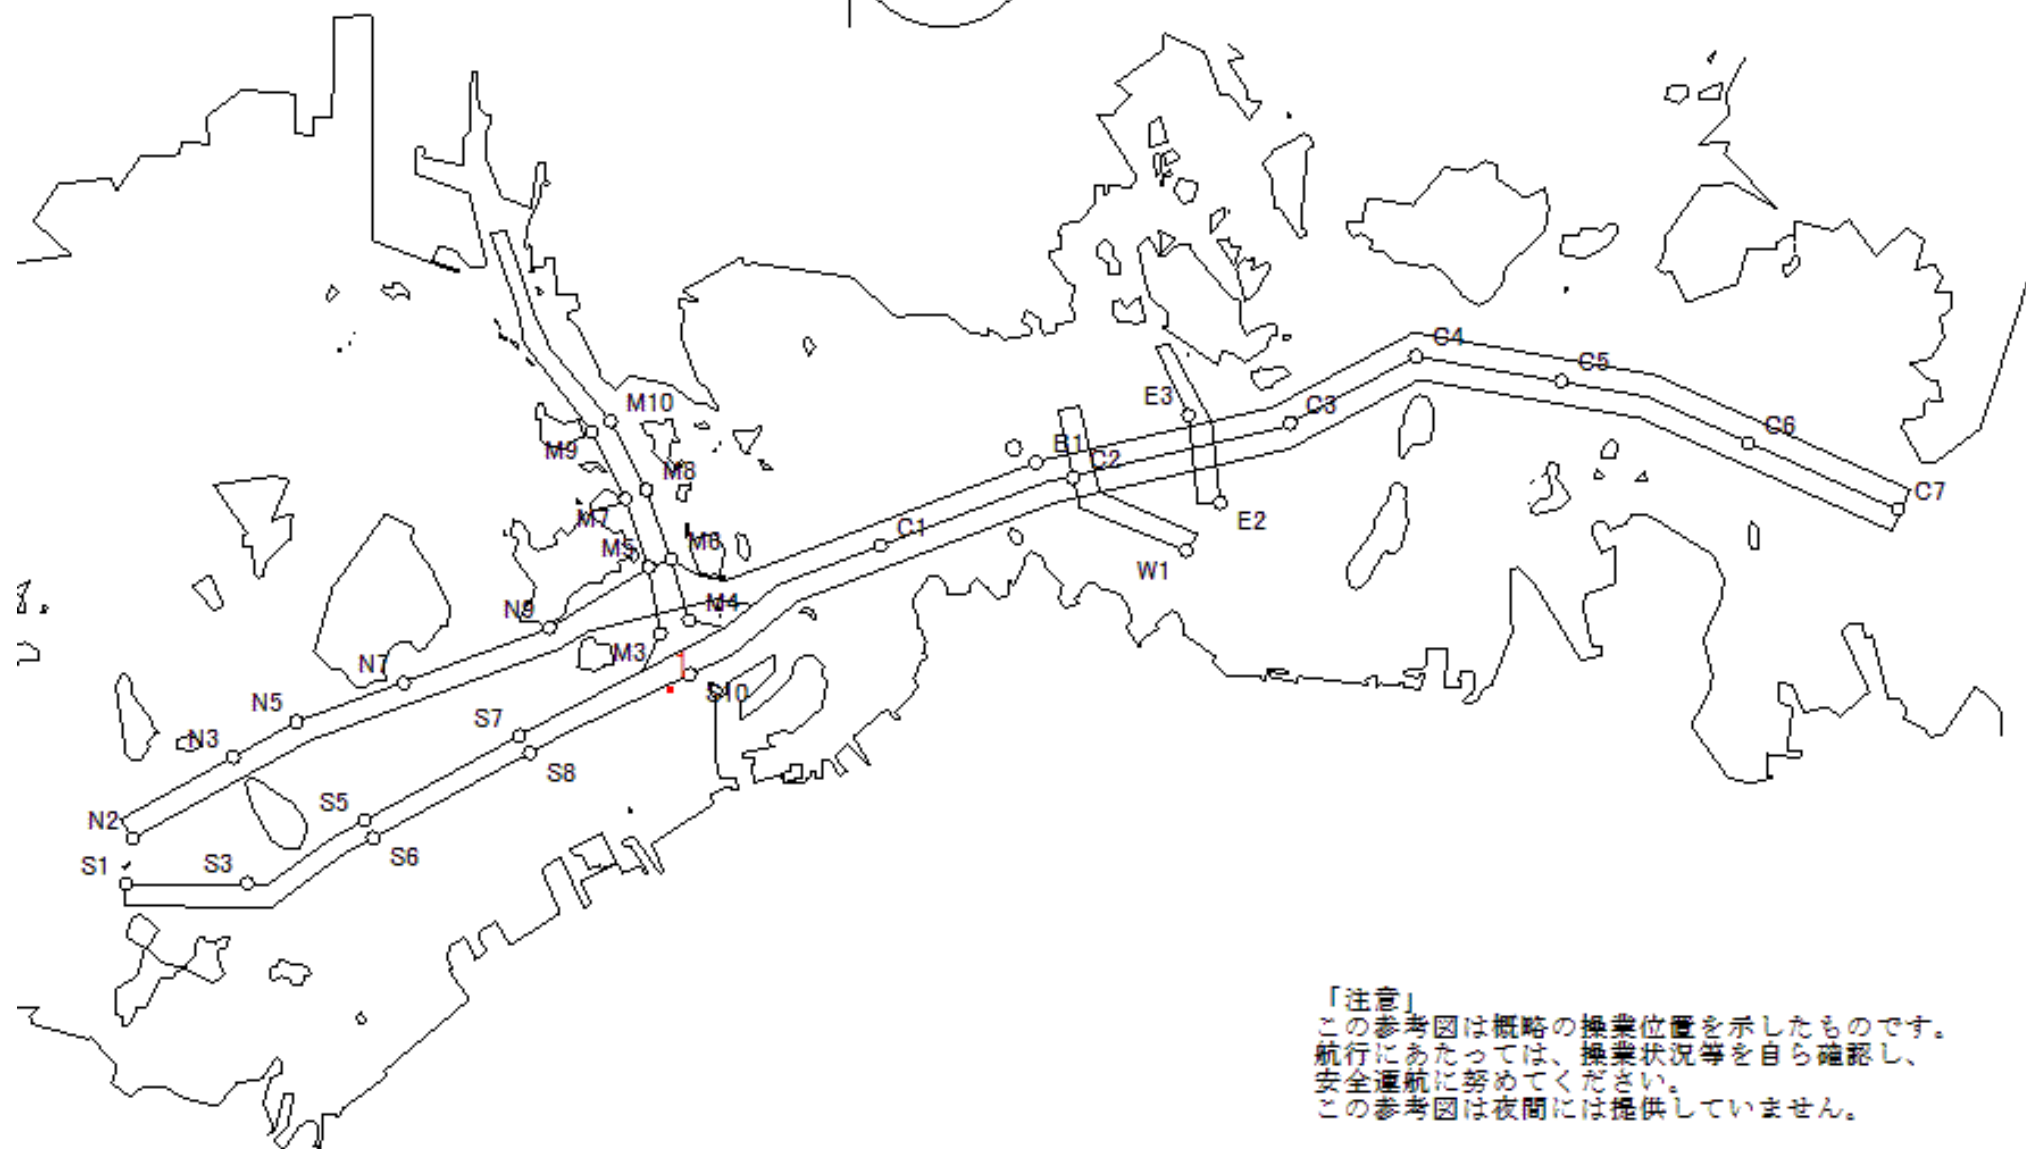 C4
C5
M10
E3
C3
C6
M9
B1
C2
M8
C7
M7
E2
C1
M6
M5
W1
N9
M4
M3
N7
S10
N5
S7
N3
S8
S5
N2
S6
S1
S3
「注意」
この参考図は概略の操業位置を示したものです。
航行にあたっては、操業状況等を自ら確認し、
安全運航に努めてください。
この参考図は夜間には提供していません。